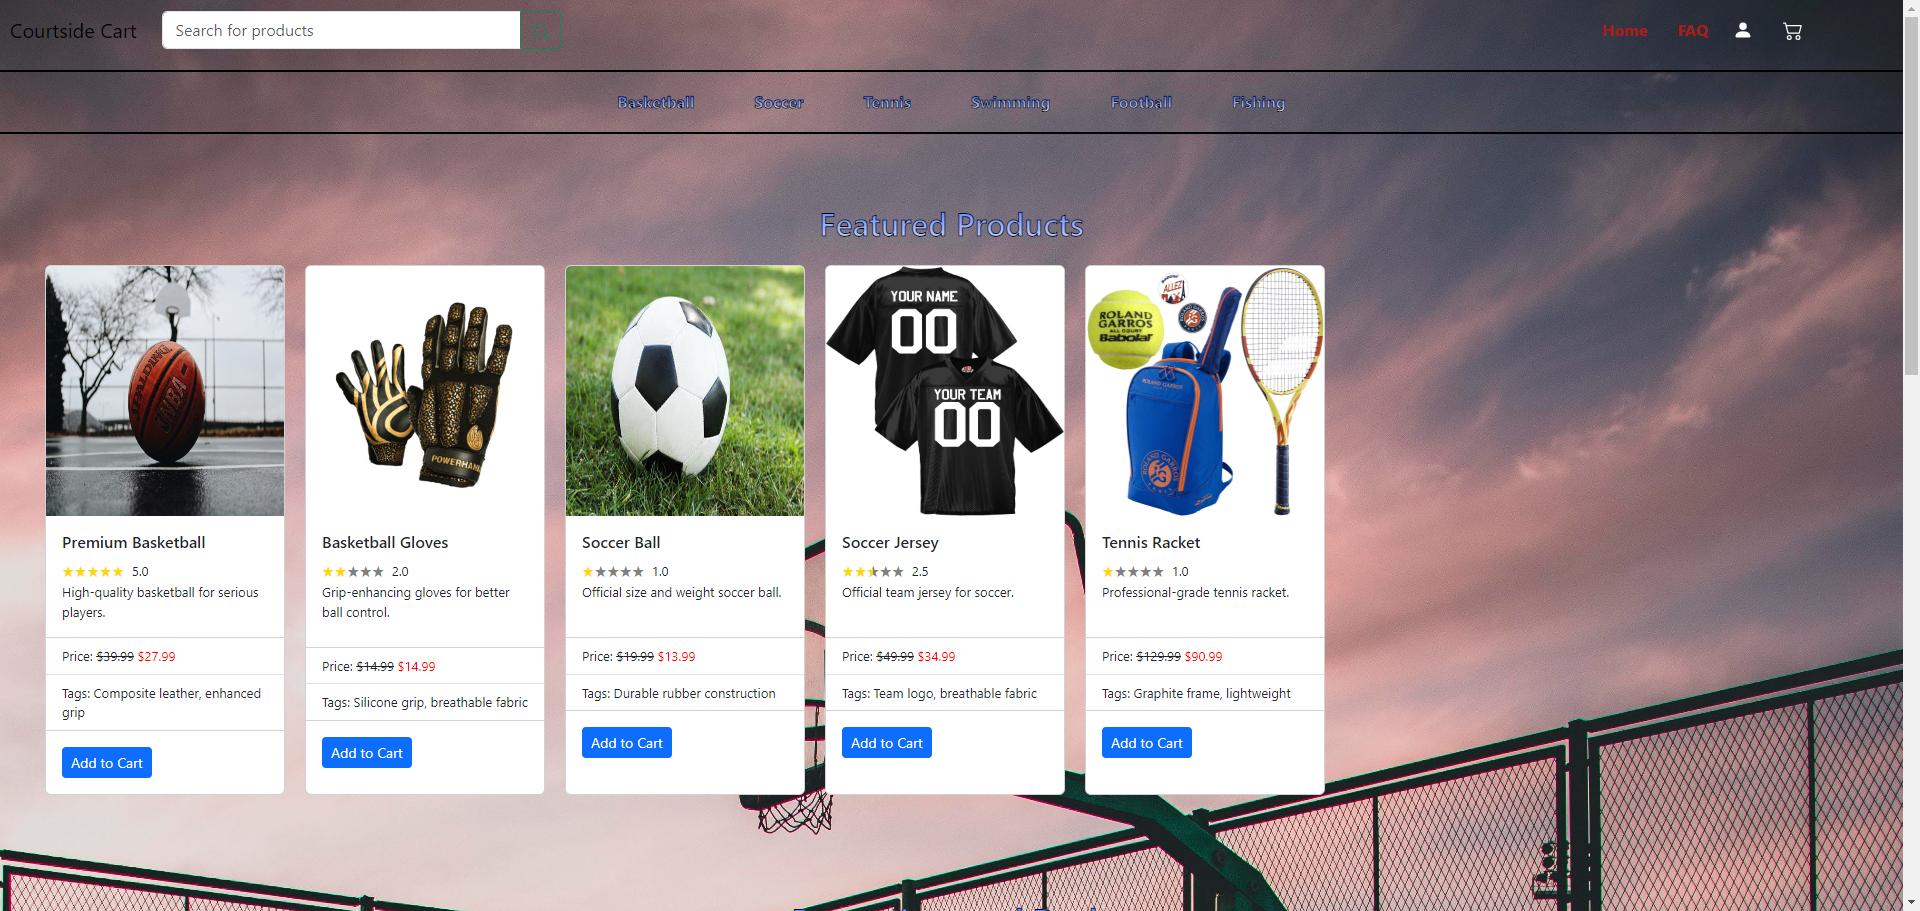 Courtside Cart
Search for products
Home
FAQ
Basketball
Soccer
Tennis
Swimming
Football
Fishing
Featured Products
SPALDING
YOUR NAME
00
YOUR TEAM
00
ROLAND
GARROS
ALL COURT
Babolat
ALLEZ
ROLAND GARROS
POWERHAN
Premium Basketball
5.0
High-quality basketball for serious
players.
Price: $39.99 $27.99
Tags: Composite leather, enhanced
grip
Add to Cart
Basketball Gloves
2.0
Grip-enhancing gloves for better
ball control.
Price: $14.99 $14.99
Tags: Silicone grip, breathable fabric
Add to Cart
Soccer Ball
1.0
Official size and weight soccer ball.
Price: $19.99 $13.99
Tags: Durable rubber construction
Add to Cart
Soccer Jersey
2.5
Official team jersey for soccer.
Price: $49.99 $34.99
Tags: Team logo, breathable fabric
Add to Cart
Tennis Racket
1.0
Professional-grade tennis racket.
Price: $129.99 $90.99
Tags: Graphite frame, lightweight
Add to Cart